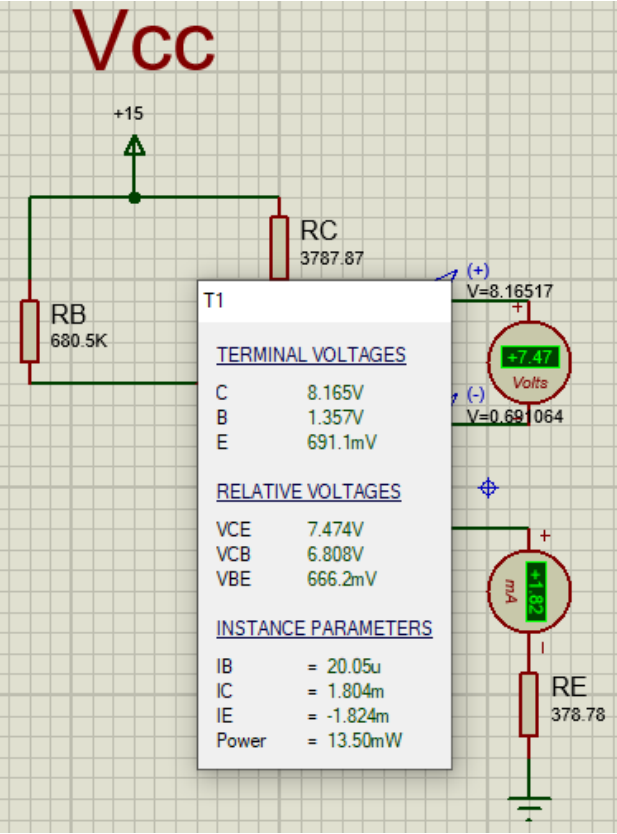 Vcc
+15
RC
3787.87
(+)
V=8.16517
+
T1
RB
680.5K
+7.47
Volts
TERMINAL VOLTAGES
C 8.165V
B 1.357V
E 691.1mV
(-)
V=0.691064
RELATIVE VOLTAGES
VCE 7.474V
VCB 6.808V
VBE 666.2mV
+
+1.82
mA
INSTANCE PARAMETERS
IB = 20.05u
IC = 1.804m
IE = -1.824m
Power = 13.50mW
RE
378.78